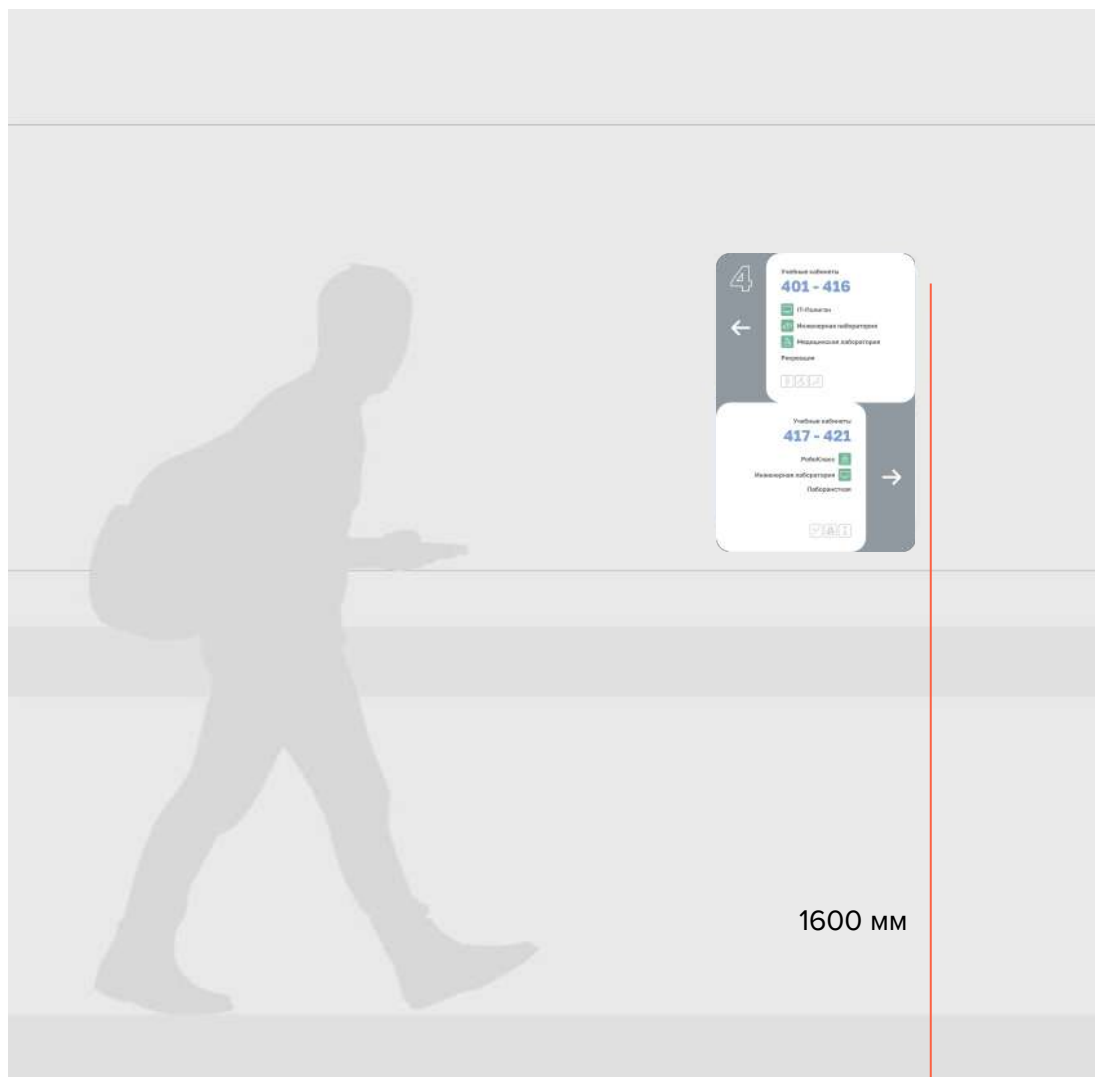 4
Учебные кабинеты
401 - 416
IT-Полигон
Инженерная лаборатория
Медицинская лаборатория
Рекреация
Учебные кабинеты
417 - 421
РобоКласс
Инженерная лаборатория
Лаборантская
1600 мм